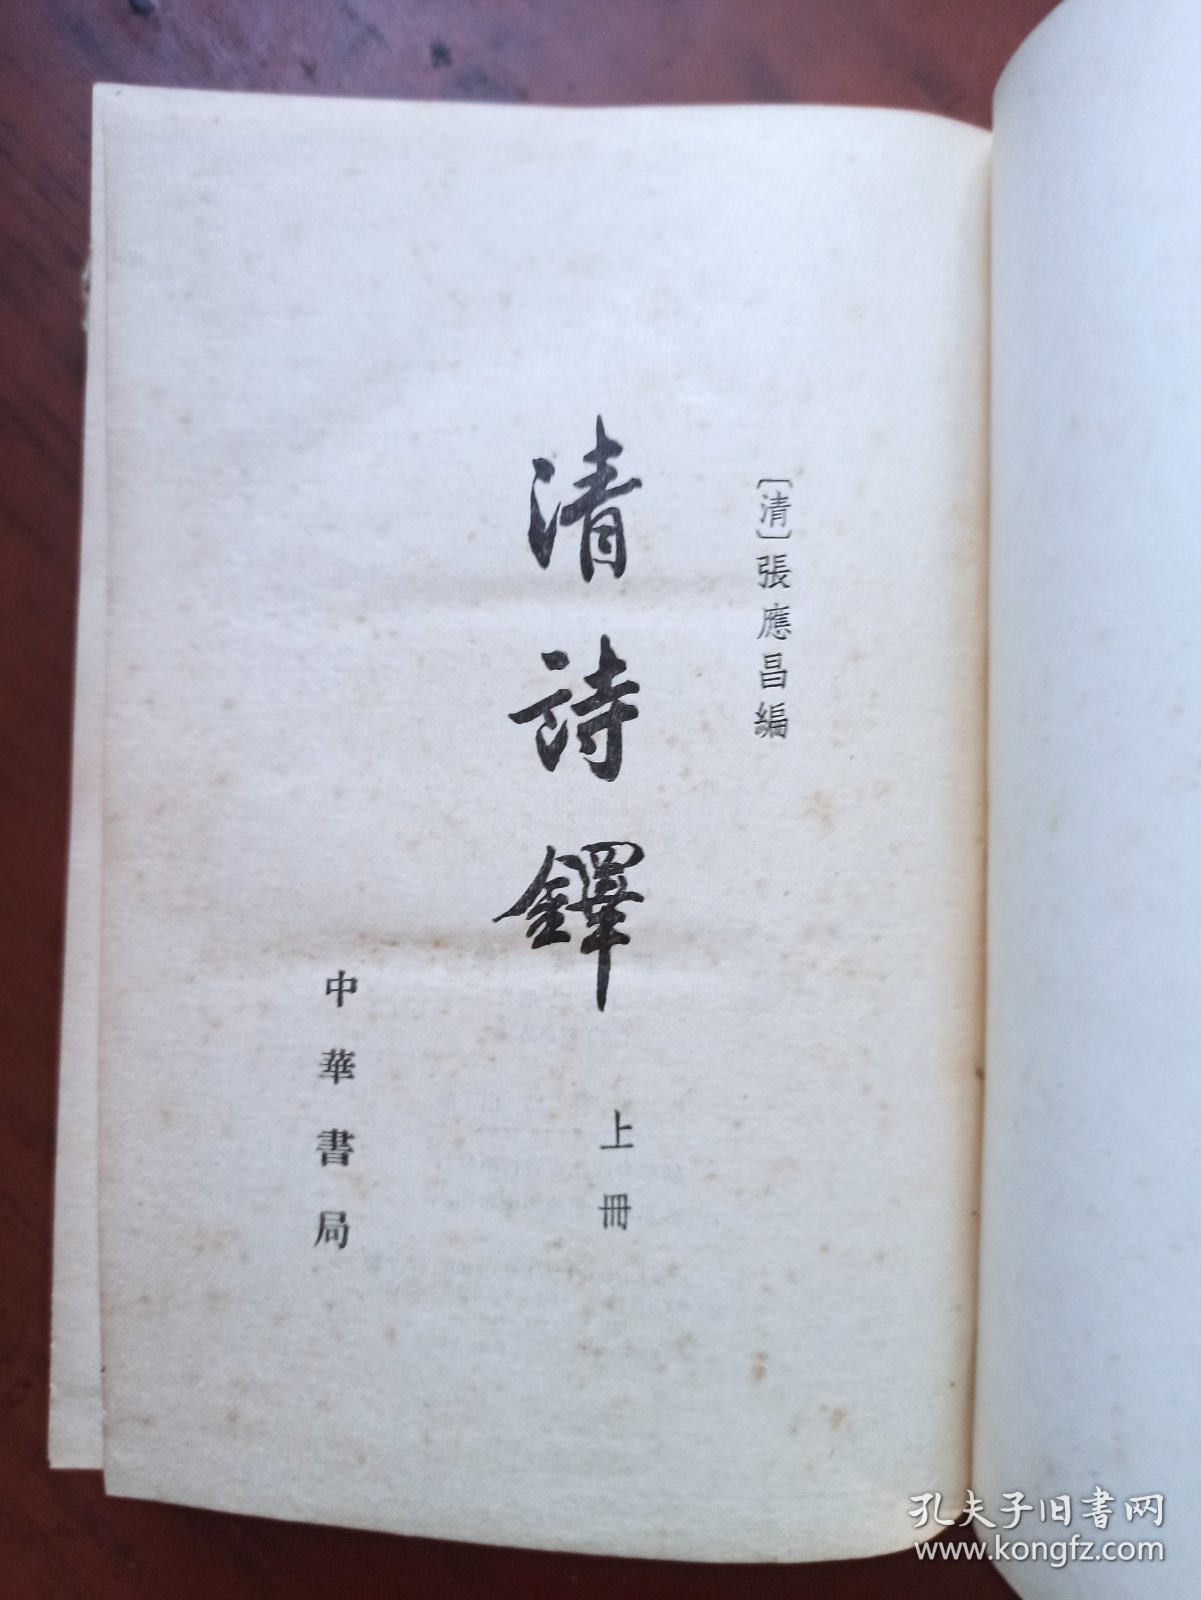 〔清〕張應昌編
清詩鐸
上冊
中華書局
孔夫子旧书网
www.kongfz.com